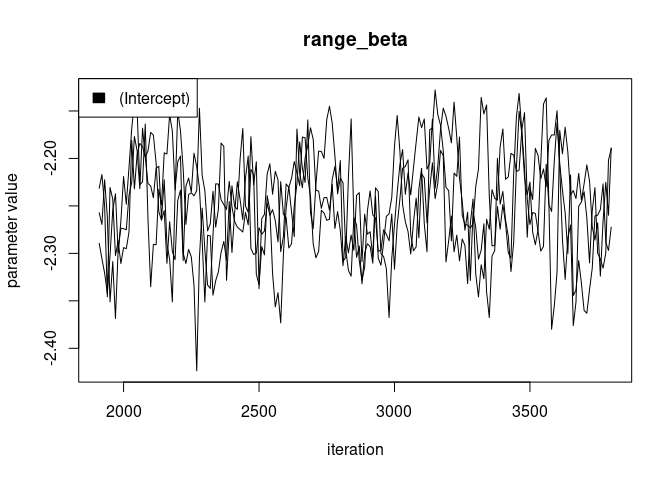 range_beta
(Intercept)
parameter value
-2.20
-2.30
-2.40
2000
2500
3000
3500
iteration